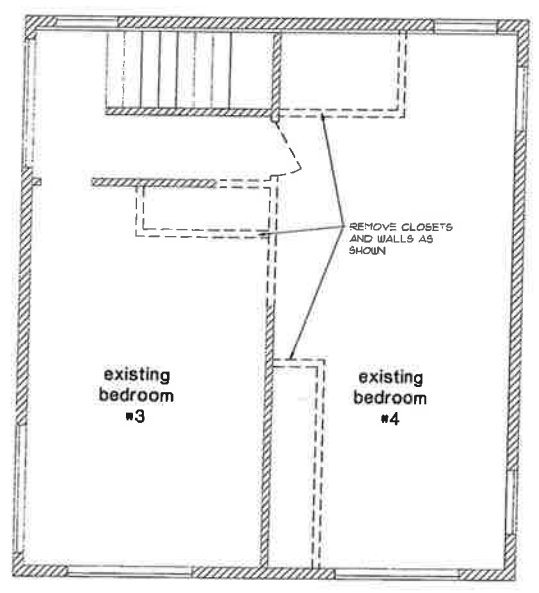 REMOVE CLOSETS
AND WALLS AS
SHOWN
existing
bedroom
#3
existing
bedroom
#4